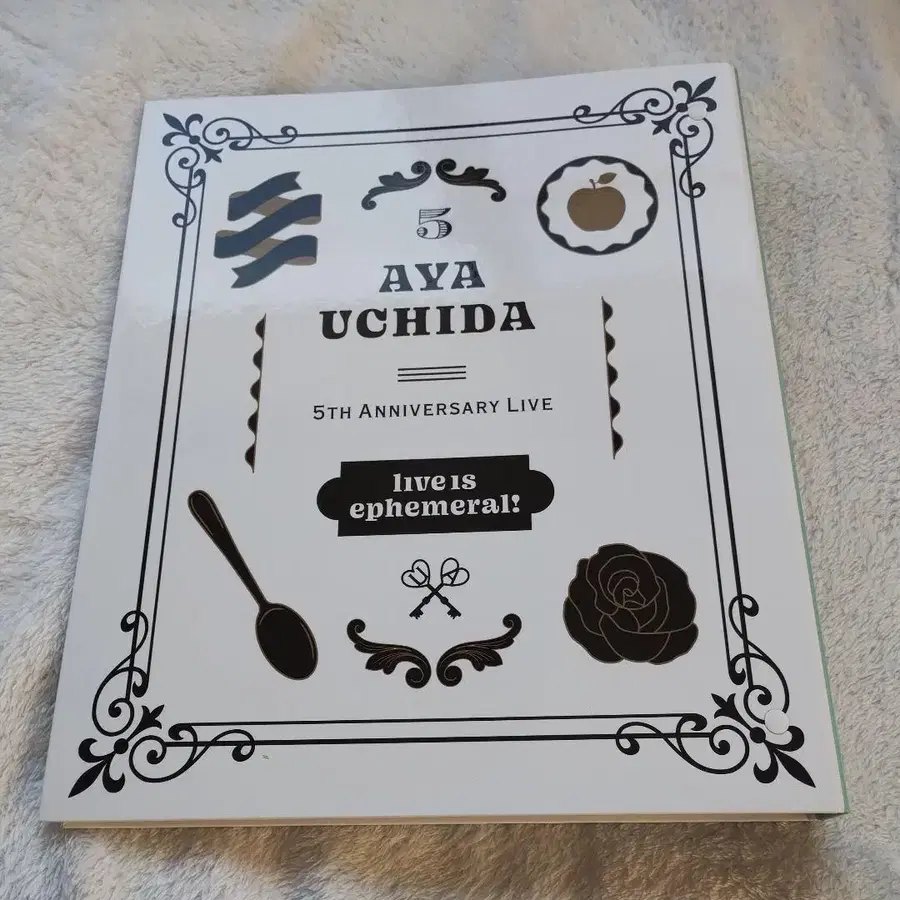 5
AYA
UCHIDA
5TH ANNIVERSARY LIVE
live is
ephemeral!
U A